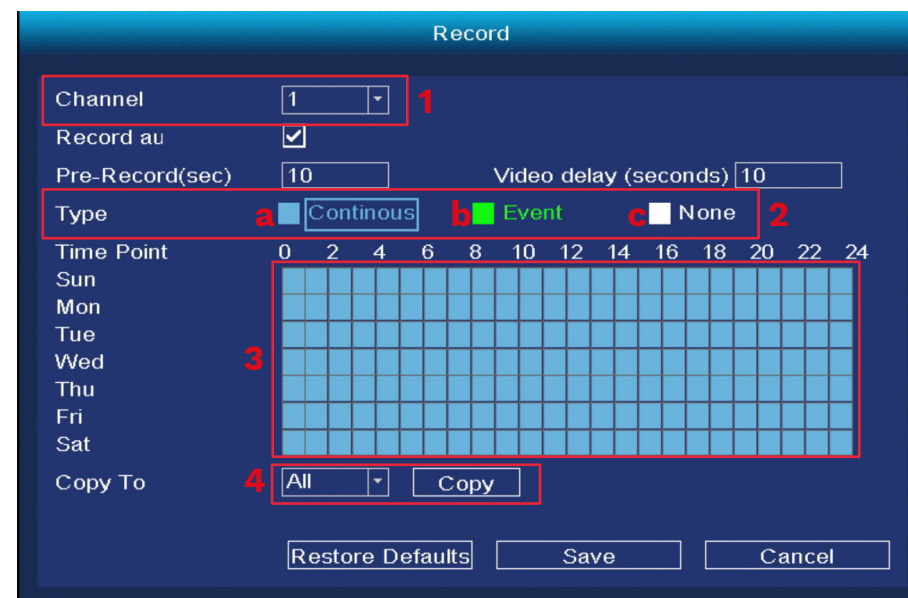 Record
Channel 1 1
Record au
Pre-Record(sec) 10 Video delay (seconds) 10
Type a Continous b Event c None 2
Time Point 0 2 4 6 8 10 12 14 16 18 20 22 24
Sun
Mon
Tue
Wed 3
Thu
Fri
Sat
Copy To 4 All Copy
Restore Defaults Save Cancel